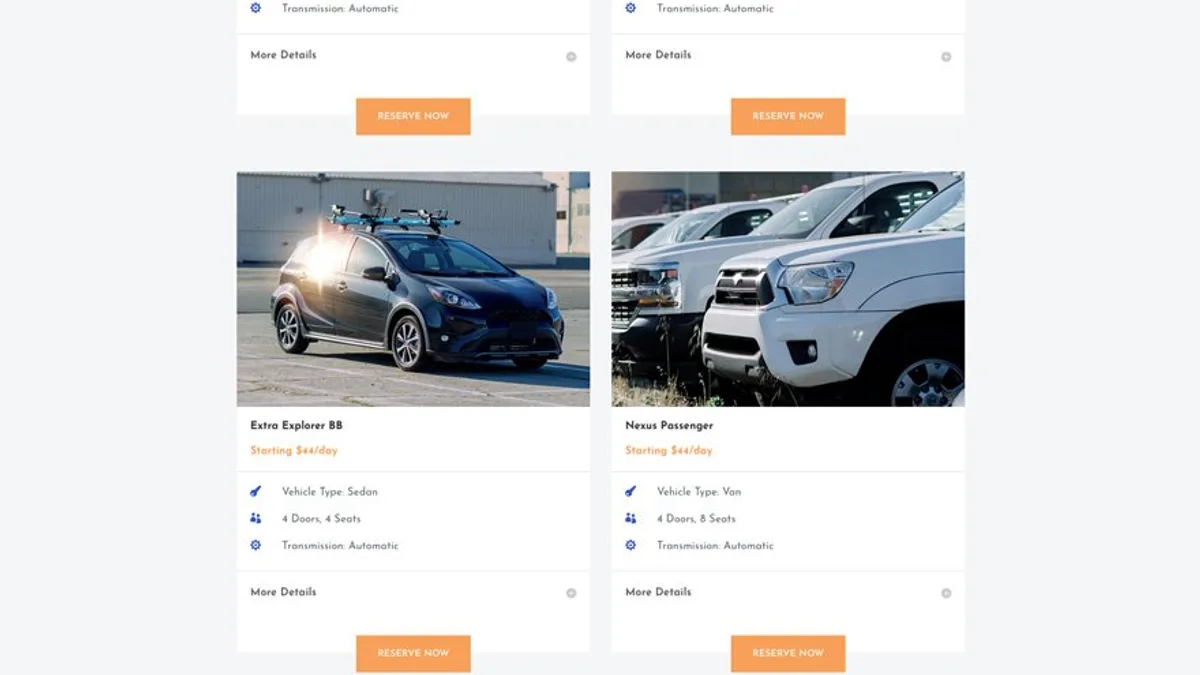 Transmission: Automatic
Transmission: Automatic
More Details
More Details
RESERVE NOW
RESERVE NOW
Extra Explorer BB
Starting $44/day
Vehicle Type: Sedan
4 Doors, 4 Seats
Transmission: Automatic
More Details
RESERVE NOW
Nexus Passenger
Starting $44/day
Vehicle Type: Van
4 Doors, 8 Seats
Transmission: Automatic
More Details
RESERVE NOW